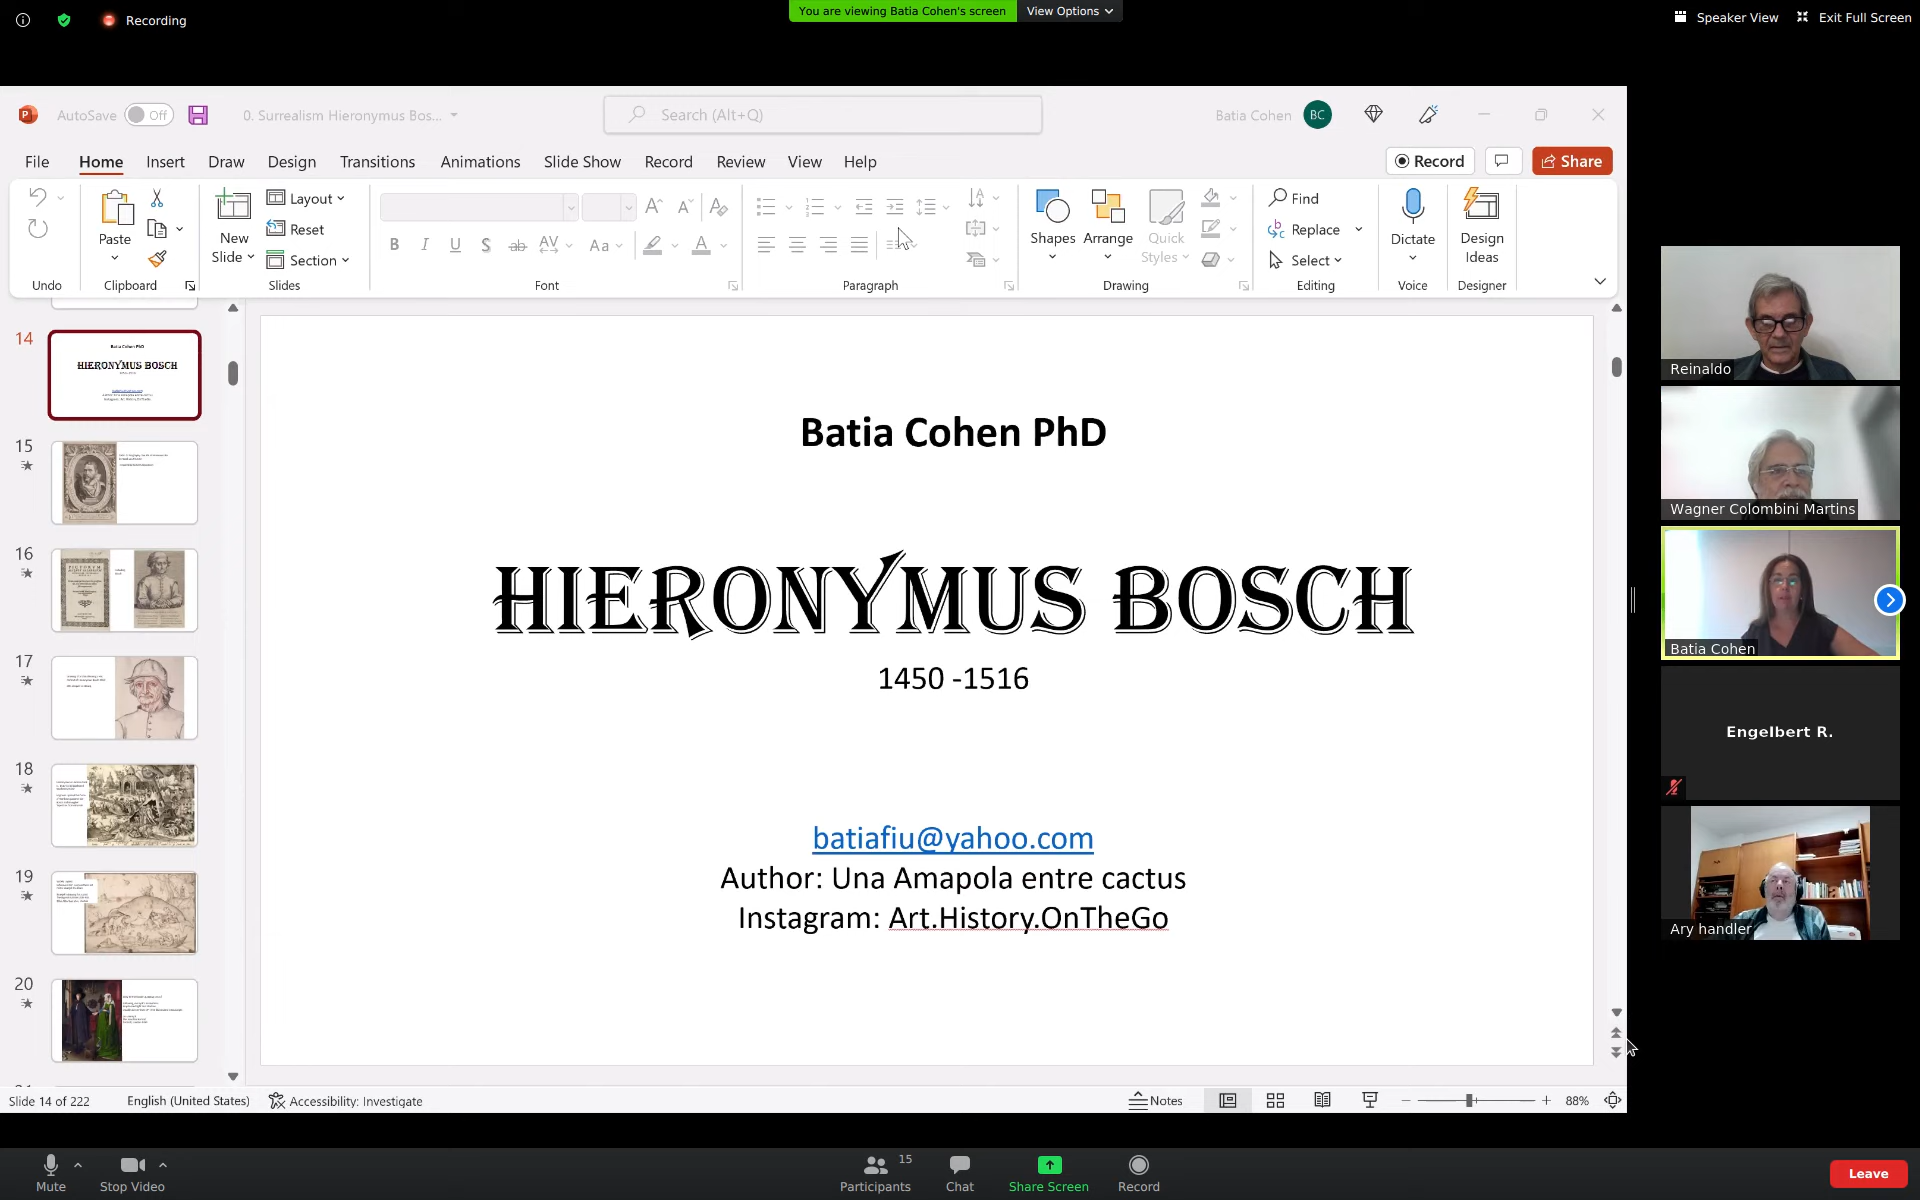 Recording
You are viewing Batia Cohen's screen
View Options
Speaker View
Exit Full Screen
AutoSave
Off
0. Surrealism Hieronymus Bos...
Search (Alt+Q)
Batia Cohen
BC
File
Home
Insert
Draw
Design
Transitions
Animations
Slide Show
Record
Review
View
Help
Record
Share
Undo
Paste
Clipboard
New
Slide
Layout
Reset
Section
Slides
Font
Paragraph
Shapes
Arrange
Quick
Styles
Drawing
Find
Replace
Select
Editing
Dictate
Voice
Design
Ideas
Designer
14
Batia Cohen PhD
HIERONYMUS BOSCH
15
16
17
18
19
20
Batia Cohen PhD
HIERONYMUS BOSCH
1450 -1516
batiafiu@yahoo.com
Author: Una Amapola entre cactus
Instagram: Art.History.OnTheGo
Reinaldo
Wagner Colombini Martins
Batia Cohen
Engelbert R.
Ary handler
Slide 14 of 222
English (United States)
Accessibility: Investigate
Notes
88%
Mute
Stop Video
Participants
15
Chat
Share Screen
Record
Leave